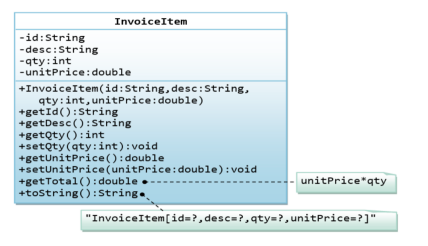 InvoiceItem
-id:String
-desc:String
-qty:int
-unitPrice:double
+InvoiceItem(id:String,desc:String,
qty:int,unitPrice:double)
+getId():String
+getDesc():String
+getQty():int
+setQty(qty:int):void
+getUnitPrice():double
+setUnitPrice(unitPrice:double):void
+getTotal():double
unitPrice*qty
+toString():String
"InvoiceItem[id=?,desc=?,qty=?,unitPrice=?]"